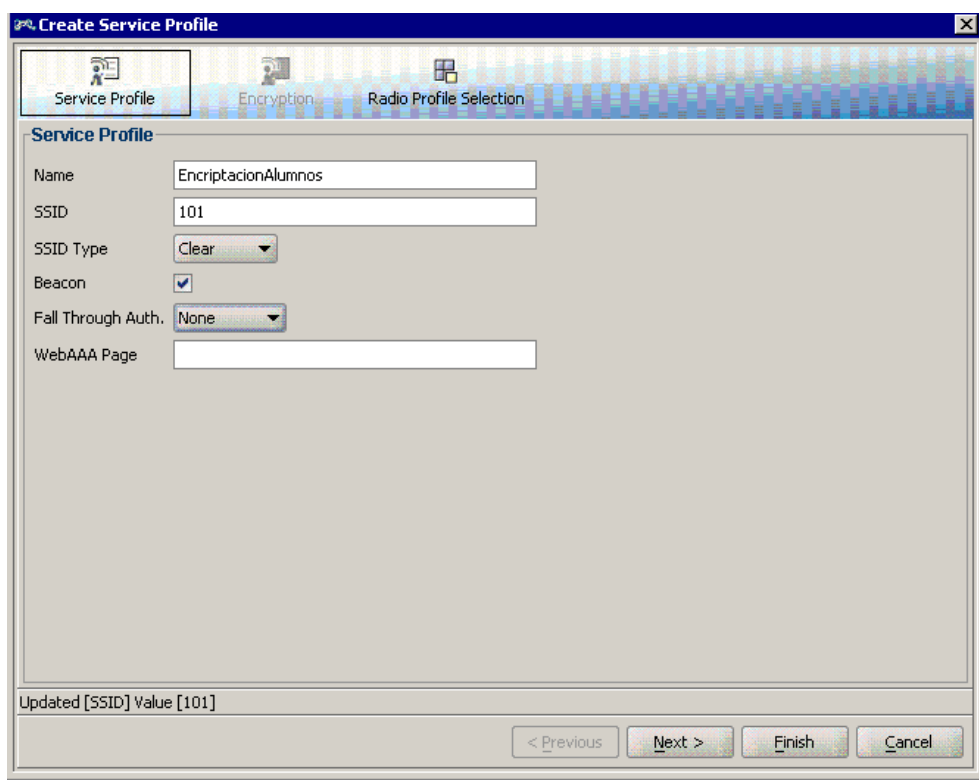 Create Service Profile
Service Profile
Encryption
Radio Profile Selection
Service Profile
Name EncriptacionAlumnos
SSID 101
SSID Type Clear
Beacon
Fall Through Auth. None
WebAAA Page
Updated [SSID] Value [101]
< Previous Next > Finish Cancel